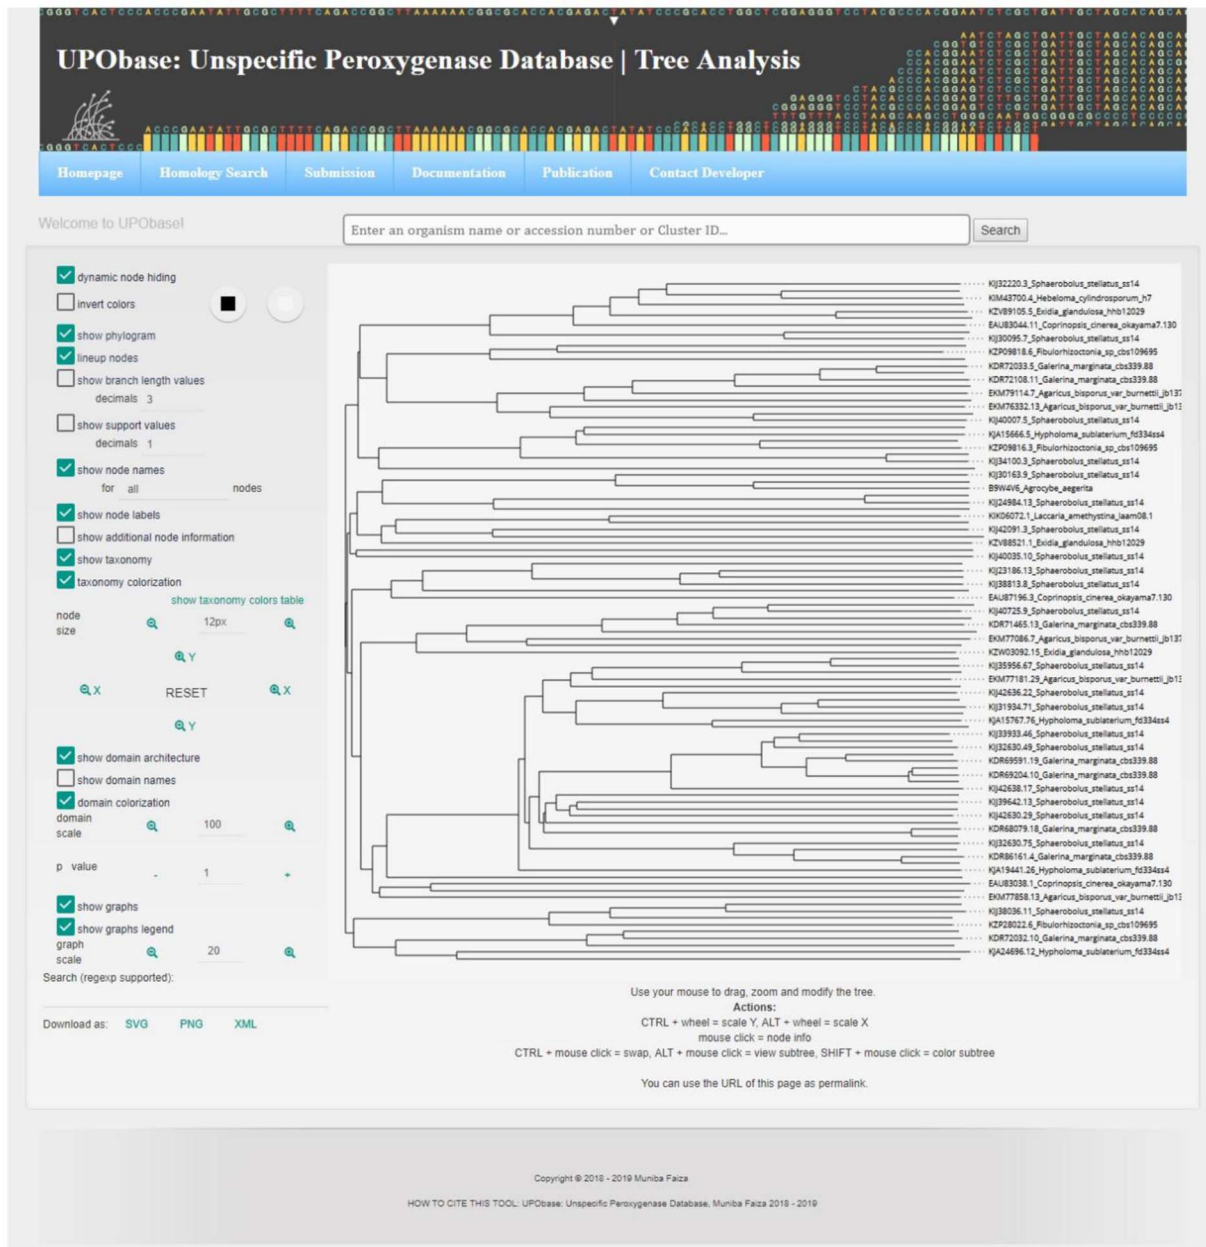 UPObase: Unspecific Peroxygenase Database | Tree Analysis
Homepage Homology Search Submission Documentation Publication Contact Developer
Welcome to UPObase!
Enter an organism name or accession number or Cluster ID...
Search
dynamic node hiding
invert colors
show phylogram
lineup nodes
show branch length values
decimals 3
show support values
decimals 1
show node names
for all nodes
show node labels
show additional node information
show taxonomy
taxonomy colorization
show taxonomy colors table
node size 12px
Y
X RESET X
Y
show domain architecture
show domain names
domain colorization
domain scale 100
p value - 1 +
show graphs
show graphs legend
graph scale 20
Search (regexp supported):
Download as: SVG PNG XML
KIJ32220.3_Sphaerobolus_stellatus_ss14
KIM43700.4_Hebeloma_cylindrosporum_h7
KZV89105.5_Exidia_glandulosa_hhb12029
EAU83044.11_Coprinopsis_cinerea_okayama7.130
KIJ30095.7_Sphaerobolus_stellatus_ss14
KZP09818.6_Fibulorhizoctonia_sp_cbs109695
KDR72033.5_Galerina_marginata_cbs339.88
KDR72108.11_Galerina_marginata_cbs339.88
EKM79114.7_Agaricus_bisporus_var_burnettii_jb137
EKM76332.13_Agaricus_bisporus_var_burnettii_jb13
KIJ40007.5_Sphaerobolus_stellatus_ss14
KJA15666.5_Hypholoma_sublaterium_fd334ss4
KZP09816.3_Fibulorhizoctonia_sp_cbs109695
KIJ34100.3_Sphaerobolus_stellatus_ss14
KIJ30163.9_Sphaerobolus_stellatus_ss14
B9W4V6_Agrocybe_aegerita
KIJ24984.13_Sphaerobolus_stellatus_ss14
KIK06072.1_Laccaria_amethystina_laam08.1
KIJ42091.3_Sphaerobolus_stellatus_ss14
KZV88521.1_Exidia_glandulosa_hhb12029
KIJ40035.10_Sphaerobolus_stellatus_ss14
KIJ23186.13_Sphaerobolus_stellatus_ss14
KIJ38813.8_Sphaerobolus_stellatus_ss14
EAU87196.3_Coprinopsis_cinerea_okayama7.130
KIJ40725.9_Sphaerobolus_stellatus_ss14
KDR71465.13_Galerina_marginata_cbs339.88
EKM77086.7_Agaricus_bisporus_var_burnettii_jb137
KZW03092.15_Exidia_glandulosa_hhb12029
KIJ35956.67_Sphaerobolus_stellatus_ss14
EKM77181.29_Agaricus_bisporus_var_burnettii_jb13
KIJ42636.22_Sphaerobolus_stellatus_ss14
KIJ31934.71_Sphaerobolus_stellatus_ss14
KJA15767.76_Hypholoma_sublaterium_fd334ss4
KIJ33933.46_Sphaerobolus_stellatus_ss14
KIJ32630.49_Sphaerobolus_stellatus_ss14
KDR69591.19_Galerina_marginata_cbs339.88
KDR69204.10_Galerina_marginata_cbs339.88
KIJ42638.17_Sphaerobolus_stellatus_ss14
KIJ39642.13_Sphaerobolus_stellatus_ss14
KIJ42630.29_Sphaerobolus_stellatus_ss14
KDR68079.18_Galerina_marginata_cbs339.88
KIJ32630.75_Sphaerobolus_stellatus_ss14
KDR86161.4_Galerina_marginata_cbs339.88
KJA19441.26_Hypholoma_sublaterium_fd334ss4
EAU83038.1_Coprinopsis_cinerea_okayama7.130
EKM77858.13_Agaricus_bisporus_var_burnettii_jb13
KIJ38036.11_Sphaerobolus_stellatus_ss14
KZP28022.6_Fibulorhizoctonia_sp_cbs109695
KDR72032.10_Galerina_marginata_cbs339.88
KJA24696.12_Hypholoma_sublaterium_fd334ss4
Use your mouse to drag, zoom and modify the tree.
Actions:
CTRL + wheel = scale Y, ALT + wheel = scale X
mouse click = node info
CTRL + mouse click = swap, ALT + mouse click = view subtree, SHIFT + mouse click = color subtree
You can use the URL of this page as permalink.
Copyright © 2018 - 2019 Muniba Faiza
HOW TO CITE THIS TOOL: UPObase: Unspecific Peroxygenase Database, Muniba Faiza 2018 - 2019